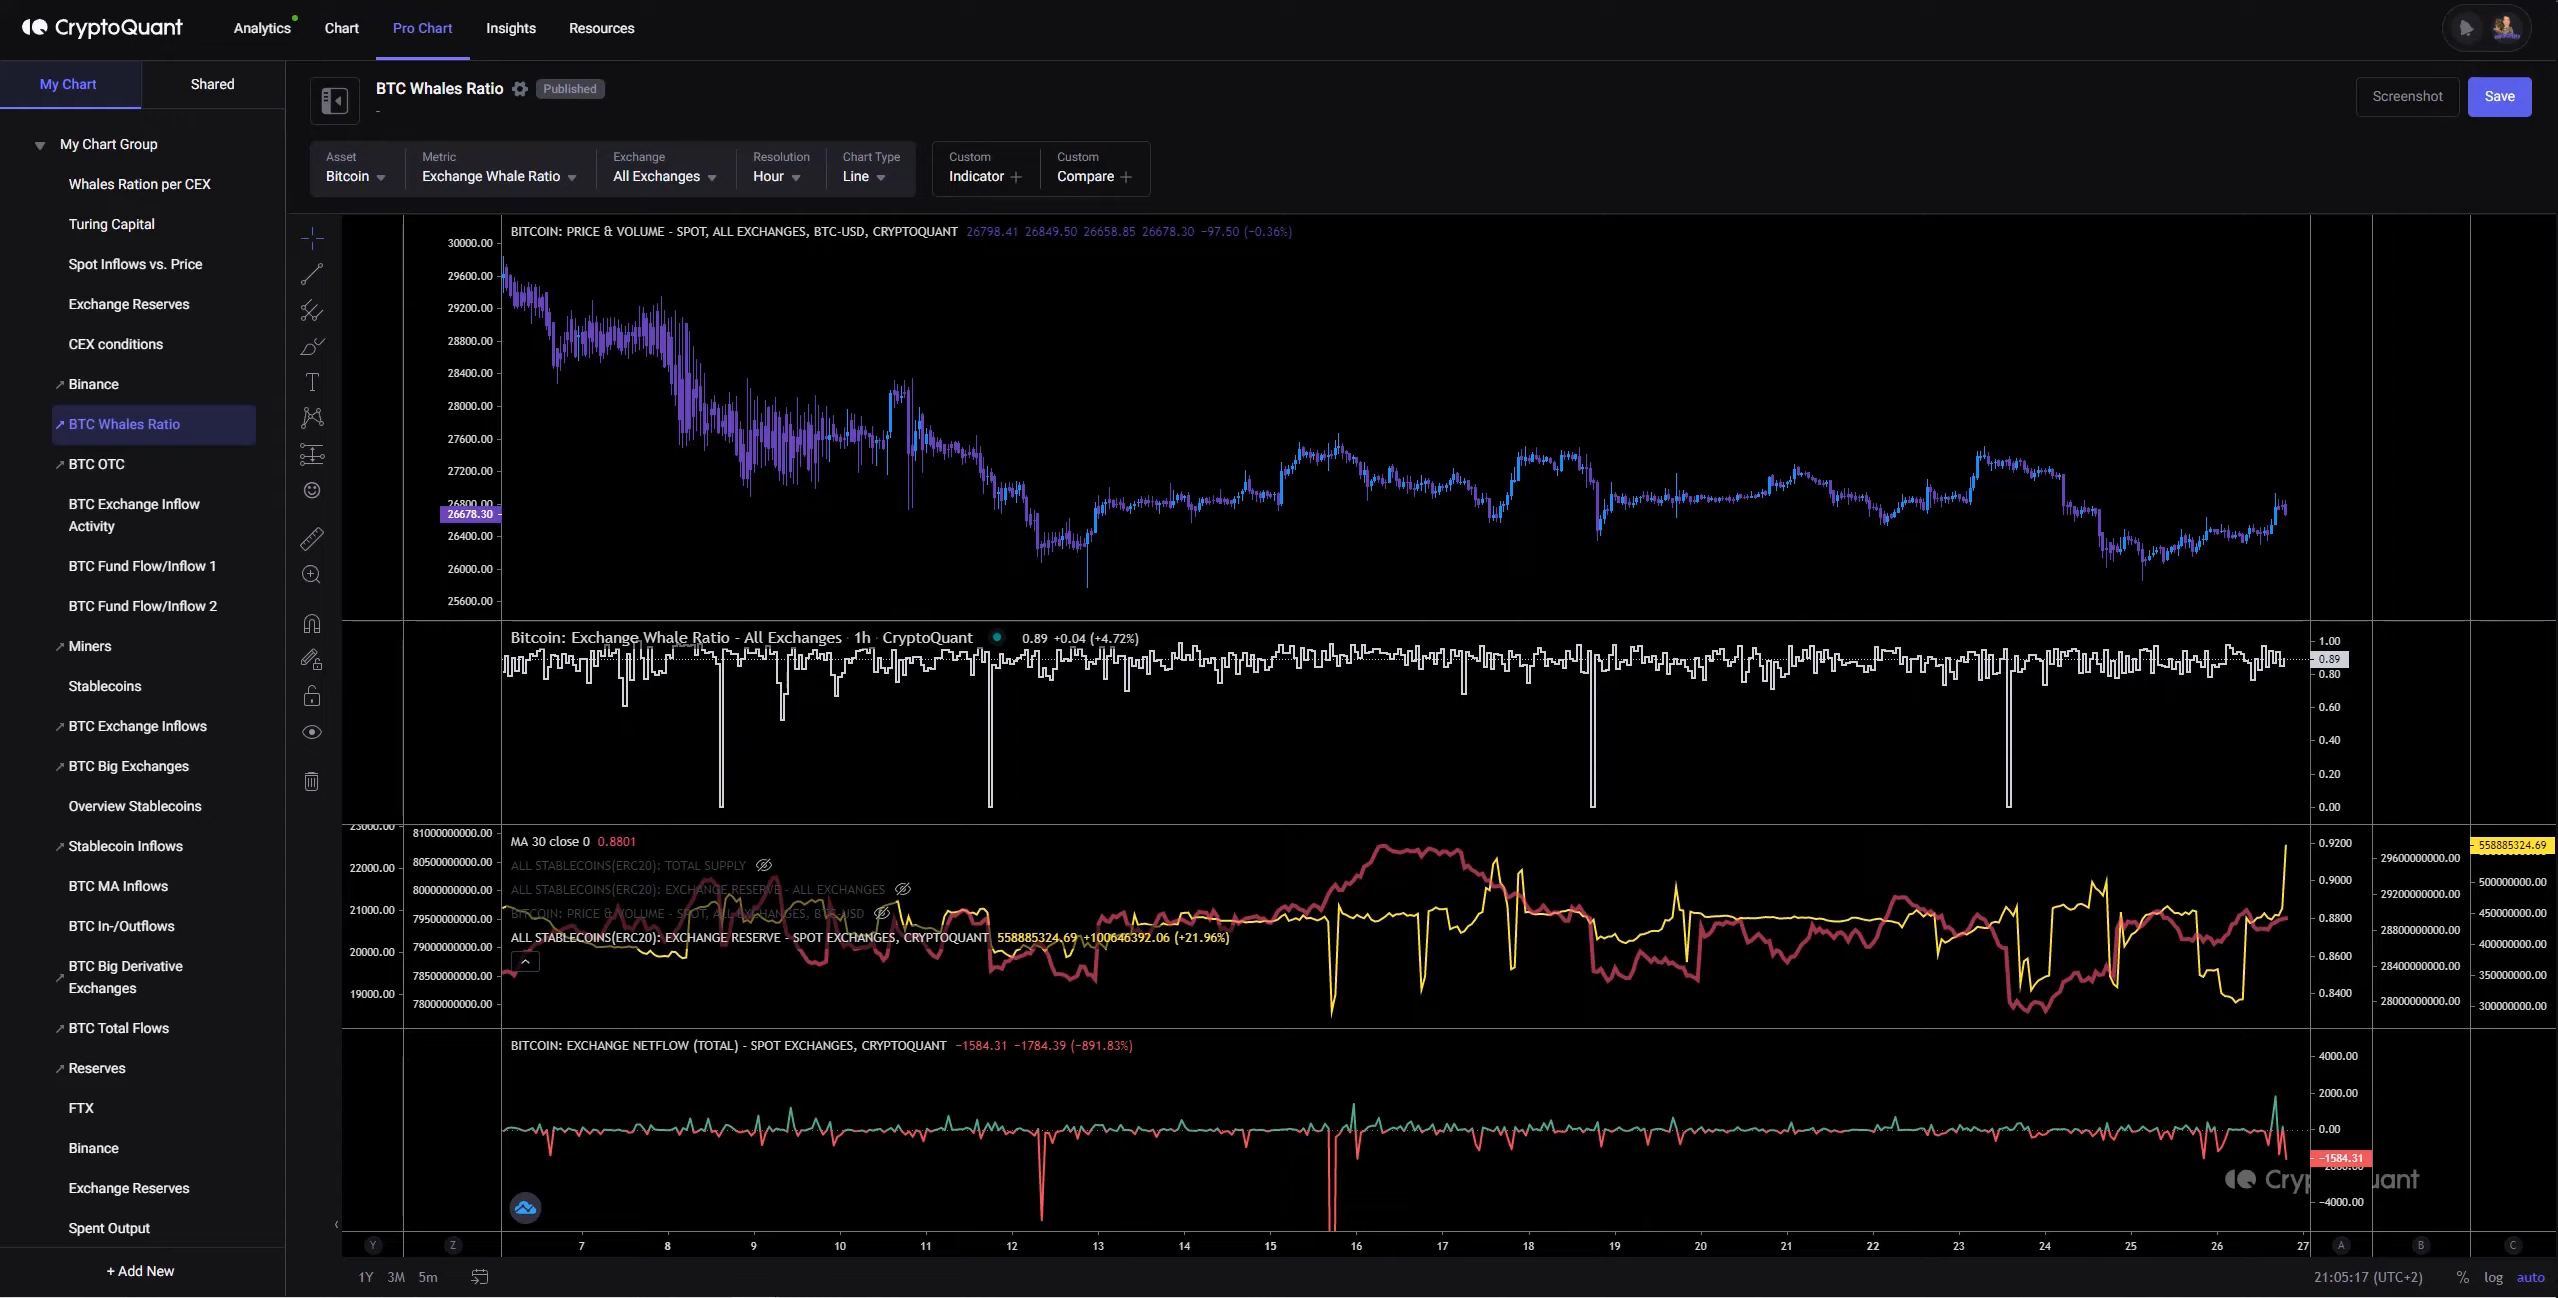 CryptoQuant
Analytics
Chart
Pro Chart
Insights
Resources
My Chart
Shared
My Chart Group
Whales Ration per CEX
Turing Capital
Spot Inflows vs. Price
Exchange Reserves
CEX conditions
Binance
BTC Whales Ratio
BTC OTC
BTC Exchange Inflow
Activity
BTC Fund Flow/Inflow 1
BTC Fund Flow/Inflow 2
Miners
Stablecoins
BTC Exchange Inflows
BTC Big Exchanges
Overview Stablecoins
Stablecoin Inflows
BTC MA Inflows
BTC In-/Outflows
BTC Big Derivative
Exchanges
BTC Total Flows
Reserves
FTX
Binance
Exchange Reserves
Spent Output
+ Add New
BTC Whales Ratio
Published
-
Screenshot
Save
Asset
Bitcoin
Metric
Exchange Whale Ratio
Exchange
All Exchanges
Resolution
Hour
Chart Type
Line
Custom
Indicator +
Custom
Compare +
BITCOIN: PRICE & VOLUME - SPOT, ALL EXCHANGES, BTC-USD, CRYPTOQUANT 26798.41 26849.50 26658.85 26678.30 −97.50 (−0.36%)
30000.00
29600.00
29200.00
28800.00
28400.00
28000.00
27600.00
27200.00
26800.00
26678.30
26400.00
26000.00
25600.00
Bitcoin: Exchange Whale Ratio - All Exchanges · 1h · CryptoQuant 0.89 +0.04 (+4.72%)
1.00
0.89
0.80
0.60
0.40
0.20
0.00
23000.00
22000.00
21000.00
20000.00
19000.00
81000000000.00
80500000000.00
80000000000.00
79500000000.00
79000000000.00
78500000000.00
78000000000.00
MA 30 close 0 0.8801
ALL STABLECOINS(ERC20): TOTAL SUPPLY
ALL STABLECOINS(ERC20): EXCHANGE RESERVE - ALL EXCHANGES
BITCOIN: PRICE & VOLUME - SPOT, ALL EXCHANGES, BTC-USD
ALL STABLECOINS(ERC20): EXCHANGE RESERVE - SPOT EXCHANGES, CRYPTOQUANT 558885324.69 +100646392.06 (+21.96%)
0.9200
0.9000
0.8800
0.8600
0.8400
29600000000.00
29200000000.00
28800000000.00
28400000000.00
28000000000.00
558885324.69
500000000.00
450000000.00
400000000.00
350000000.00
300000000.00
BITCOIN: EXCHANGE NETFLOW (TOTAL) - SPOT EXCHANGES, CRYPTOQUANT −1584.31 −1784.39 (−891.83%)
4000.00
2000.00
0.00
−1584.31
−4000.00
Y
Z
7
8
9
10
11
12
13
14
15
16
17
18
19
20
21
22
23
24
25
26
27
A
B
C
1Y
3M
5m
21:05:17 (UTC+2)
%
log
auto